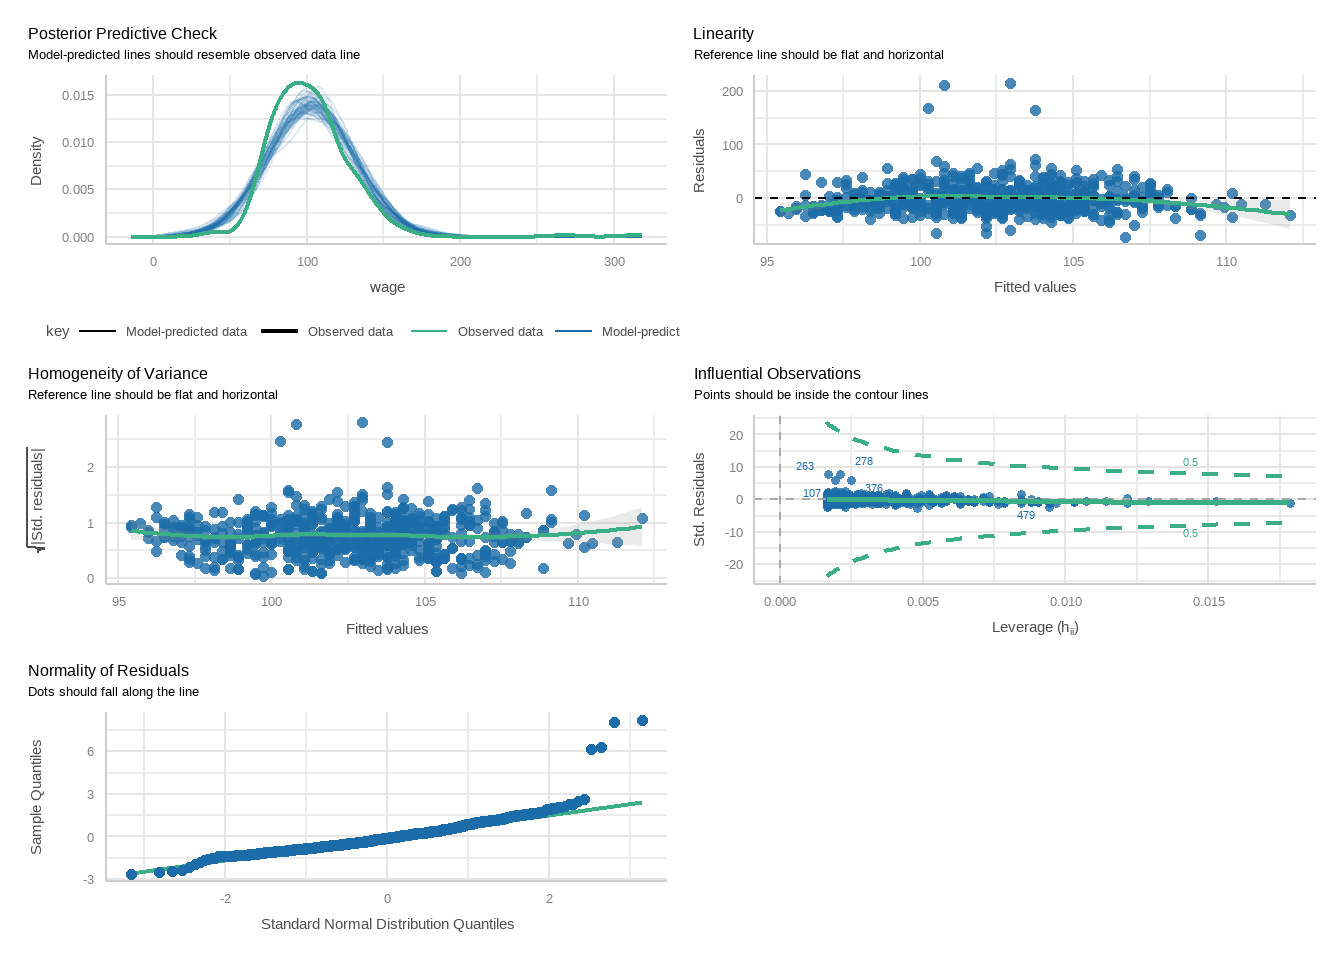 Posterior Predictive Check
Model-predicted lines should resemble observed data line
Density
0.015
0.010
0.005
0.000
0
100
200
300
wage
key
Model-predicted data
Observed data
Observed data
Model-predict
Linearity
Reference line should be flat and horizontal
Residuals
200
100
0
95
100
105
110
Fitted values
Homogeneity of Variance
Reference line should be flat and horizontal
√|Std. residuals|
2
1
0
95
100
105
110
Fitted values
Influential Observations
Points should be inside the contour lines
Std. Residuals
20
10
0
-10
-20
263
278
107
376
479
0.5
0.5
0.000
0.005
0.010
0.015
Leverage (hii)
Normality of Residuals
Dots should fall along the line
Sample Quantiles
6
3
0
-3
-2
0
2
Standard Normal Distribution Quantiles